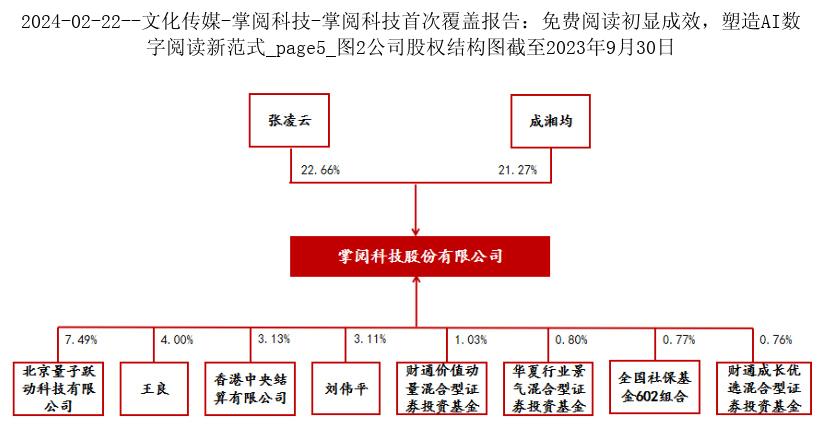 2024-02-22--文化传媒-掌阅科技-掌阅科技首次覆盖报告：免费阅读初显成效，塑造AI数
字阅读新范式_page5_图2公司股权结构图截至2023年9月30日
张凌云
成湘均
22.66%
21.27%
掌阅科技股份有限公司
7.49%
4.00%
3.13%
3.11%
1.03%
0.80%
0.77%
0.76%
北京量子跃
动科技有限
公司
王良
香港中央结
算有限公司
刘伟平
财通价值动
量混合型证
券投资基金
华夏行业景
气混合型证
券投资基金
全国社保基
金602组合
财通成长优
选混合型证
券投资基金